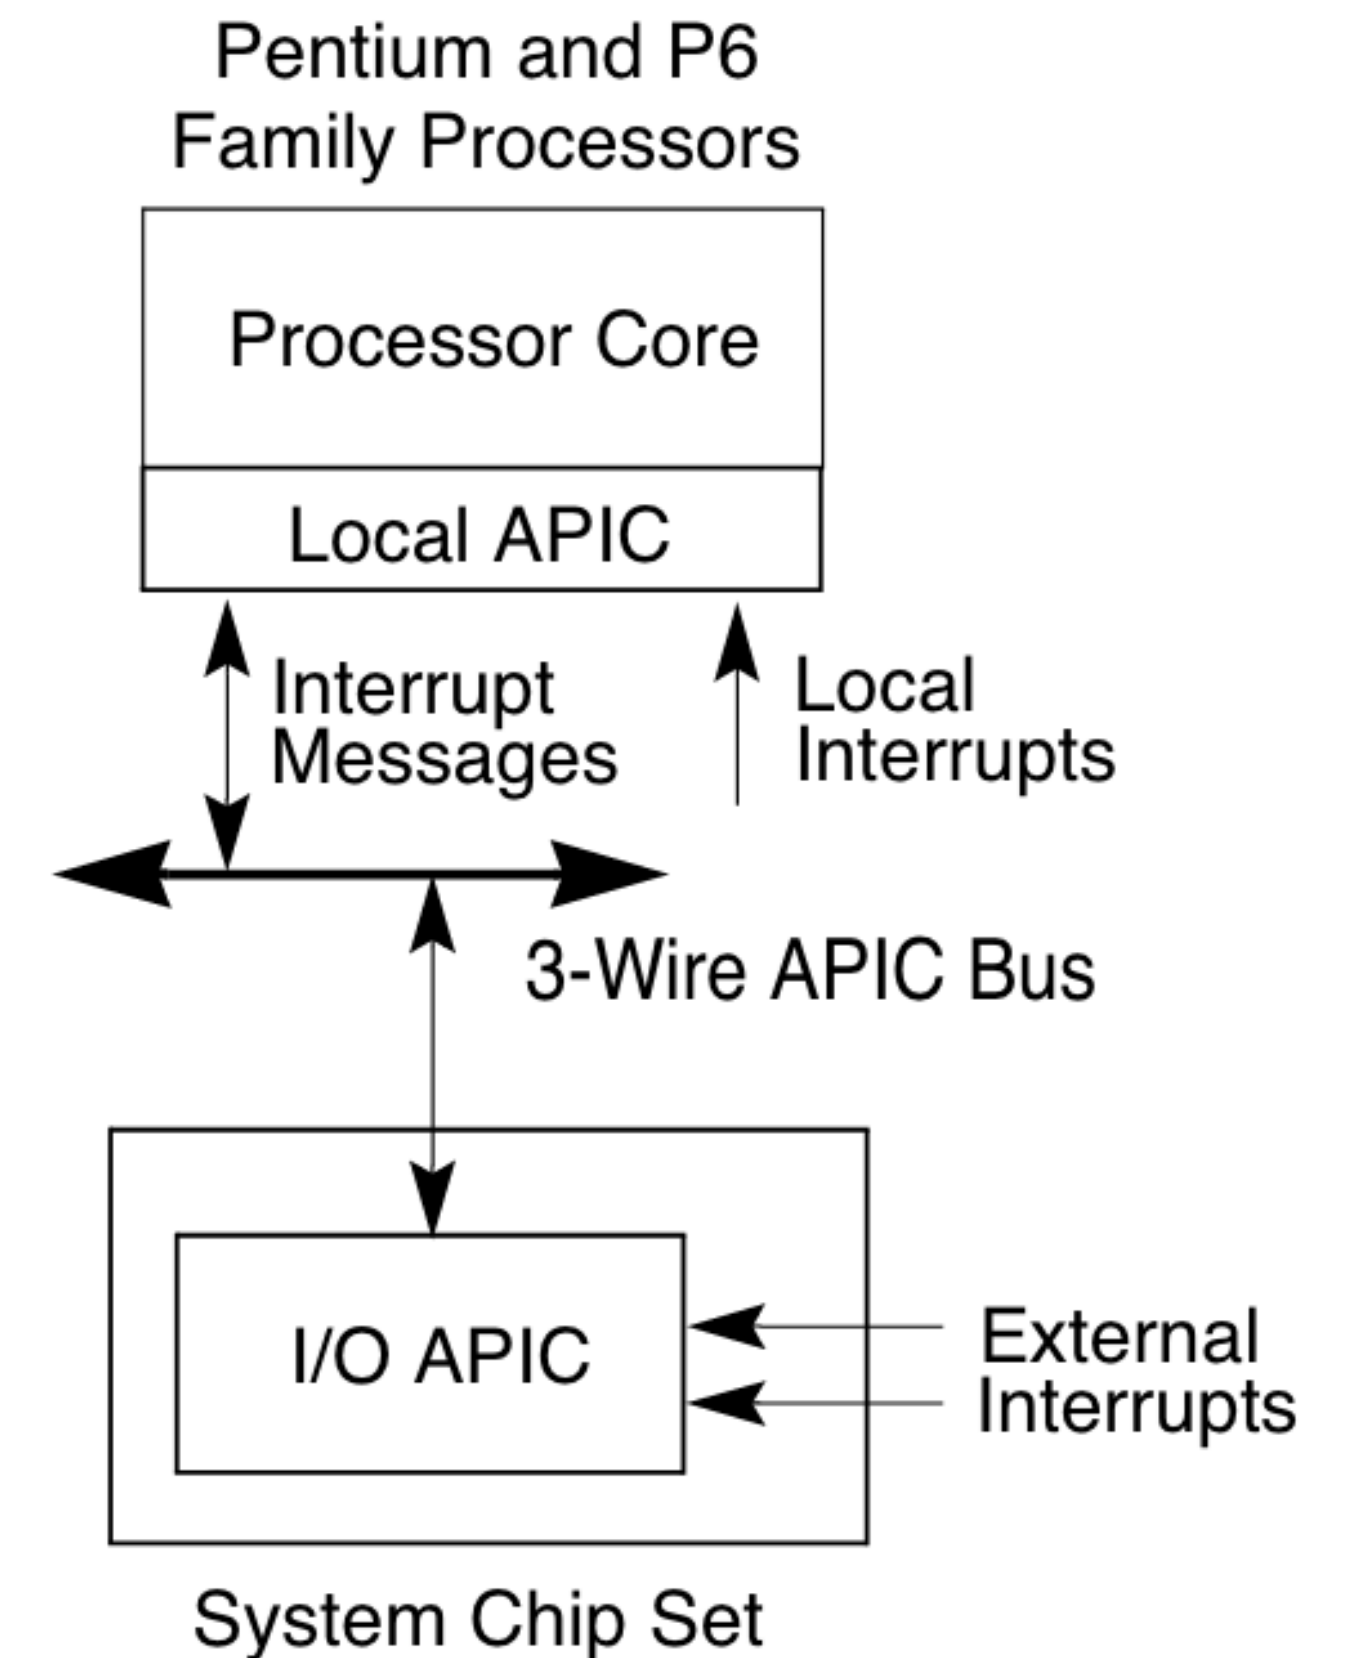 Pentium and P6
Family Processors
Processor Core
Local APIC
Interrupt
Messages
Local
Interrupts
3-Wire APIC Bus
I/O APIC
External
Interrupts
System Chip Set